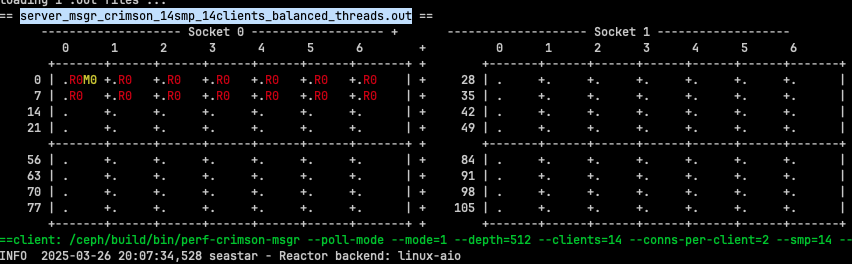 loading 1 .out files ...
== server_msgr_crimson_14smp_14clients_balanced_threads.out ==
------------------- Socket 0 ------------------- + ------------------- Socket 1 -------------------
0 1 2 3 4 5 6 + 0 1 2 3 4 5 6
+------+------+------+------+------+------+------+ + +------+------+------+------+------+------+------+
0 | .R0M0 +.R0 +.R0 +.R0 +.R0 +.R0 +.R0 | + 28 | . +. +. +. +. +. +. |
7 | .R0 +.R0 +.R0 +.R0 +.R0 +.R0 +.R0 | + 35 | . +. +. +. +. +. +. |
14 | . +. +. +. +. +. +. | + 42 | . +. +. +. +. +. +. |
21 | . +. +. +. +. +. +. | + 49 | . +. +. +. +. +. +. |
+------+------+------+------+------+------+------+ + +------+------+------+------+------+------+------+
56 | . +. +. +. +. +. +. | + 84 | . +. +. +. +. +. +. |
63 | . +. +. +. +. +. +. | + 91 | . +. +. +. +. +. +. |
70 | . +. +. +. +. +. +. | + 98 | . +. +. +. +. +. +. |
77 | . +. +. +. +. +. +. | + 105 | . +. +. +. +. +. +. |
+------+------+------+------+------+------+------+ + +------+------+------+------+------+------+------+
==client: /ceph/build/bin/perf-crimson-msgr --poll-mode --mode=1 --depth=512 --clients=14 --conns-per-client=2 --smp=14 --
INFO 2025-03-26 20:07:34,528 seastar - Reactor backend: linux-aio